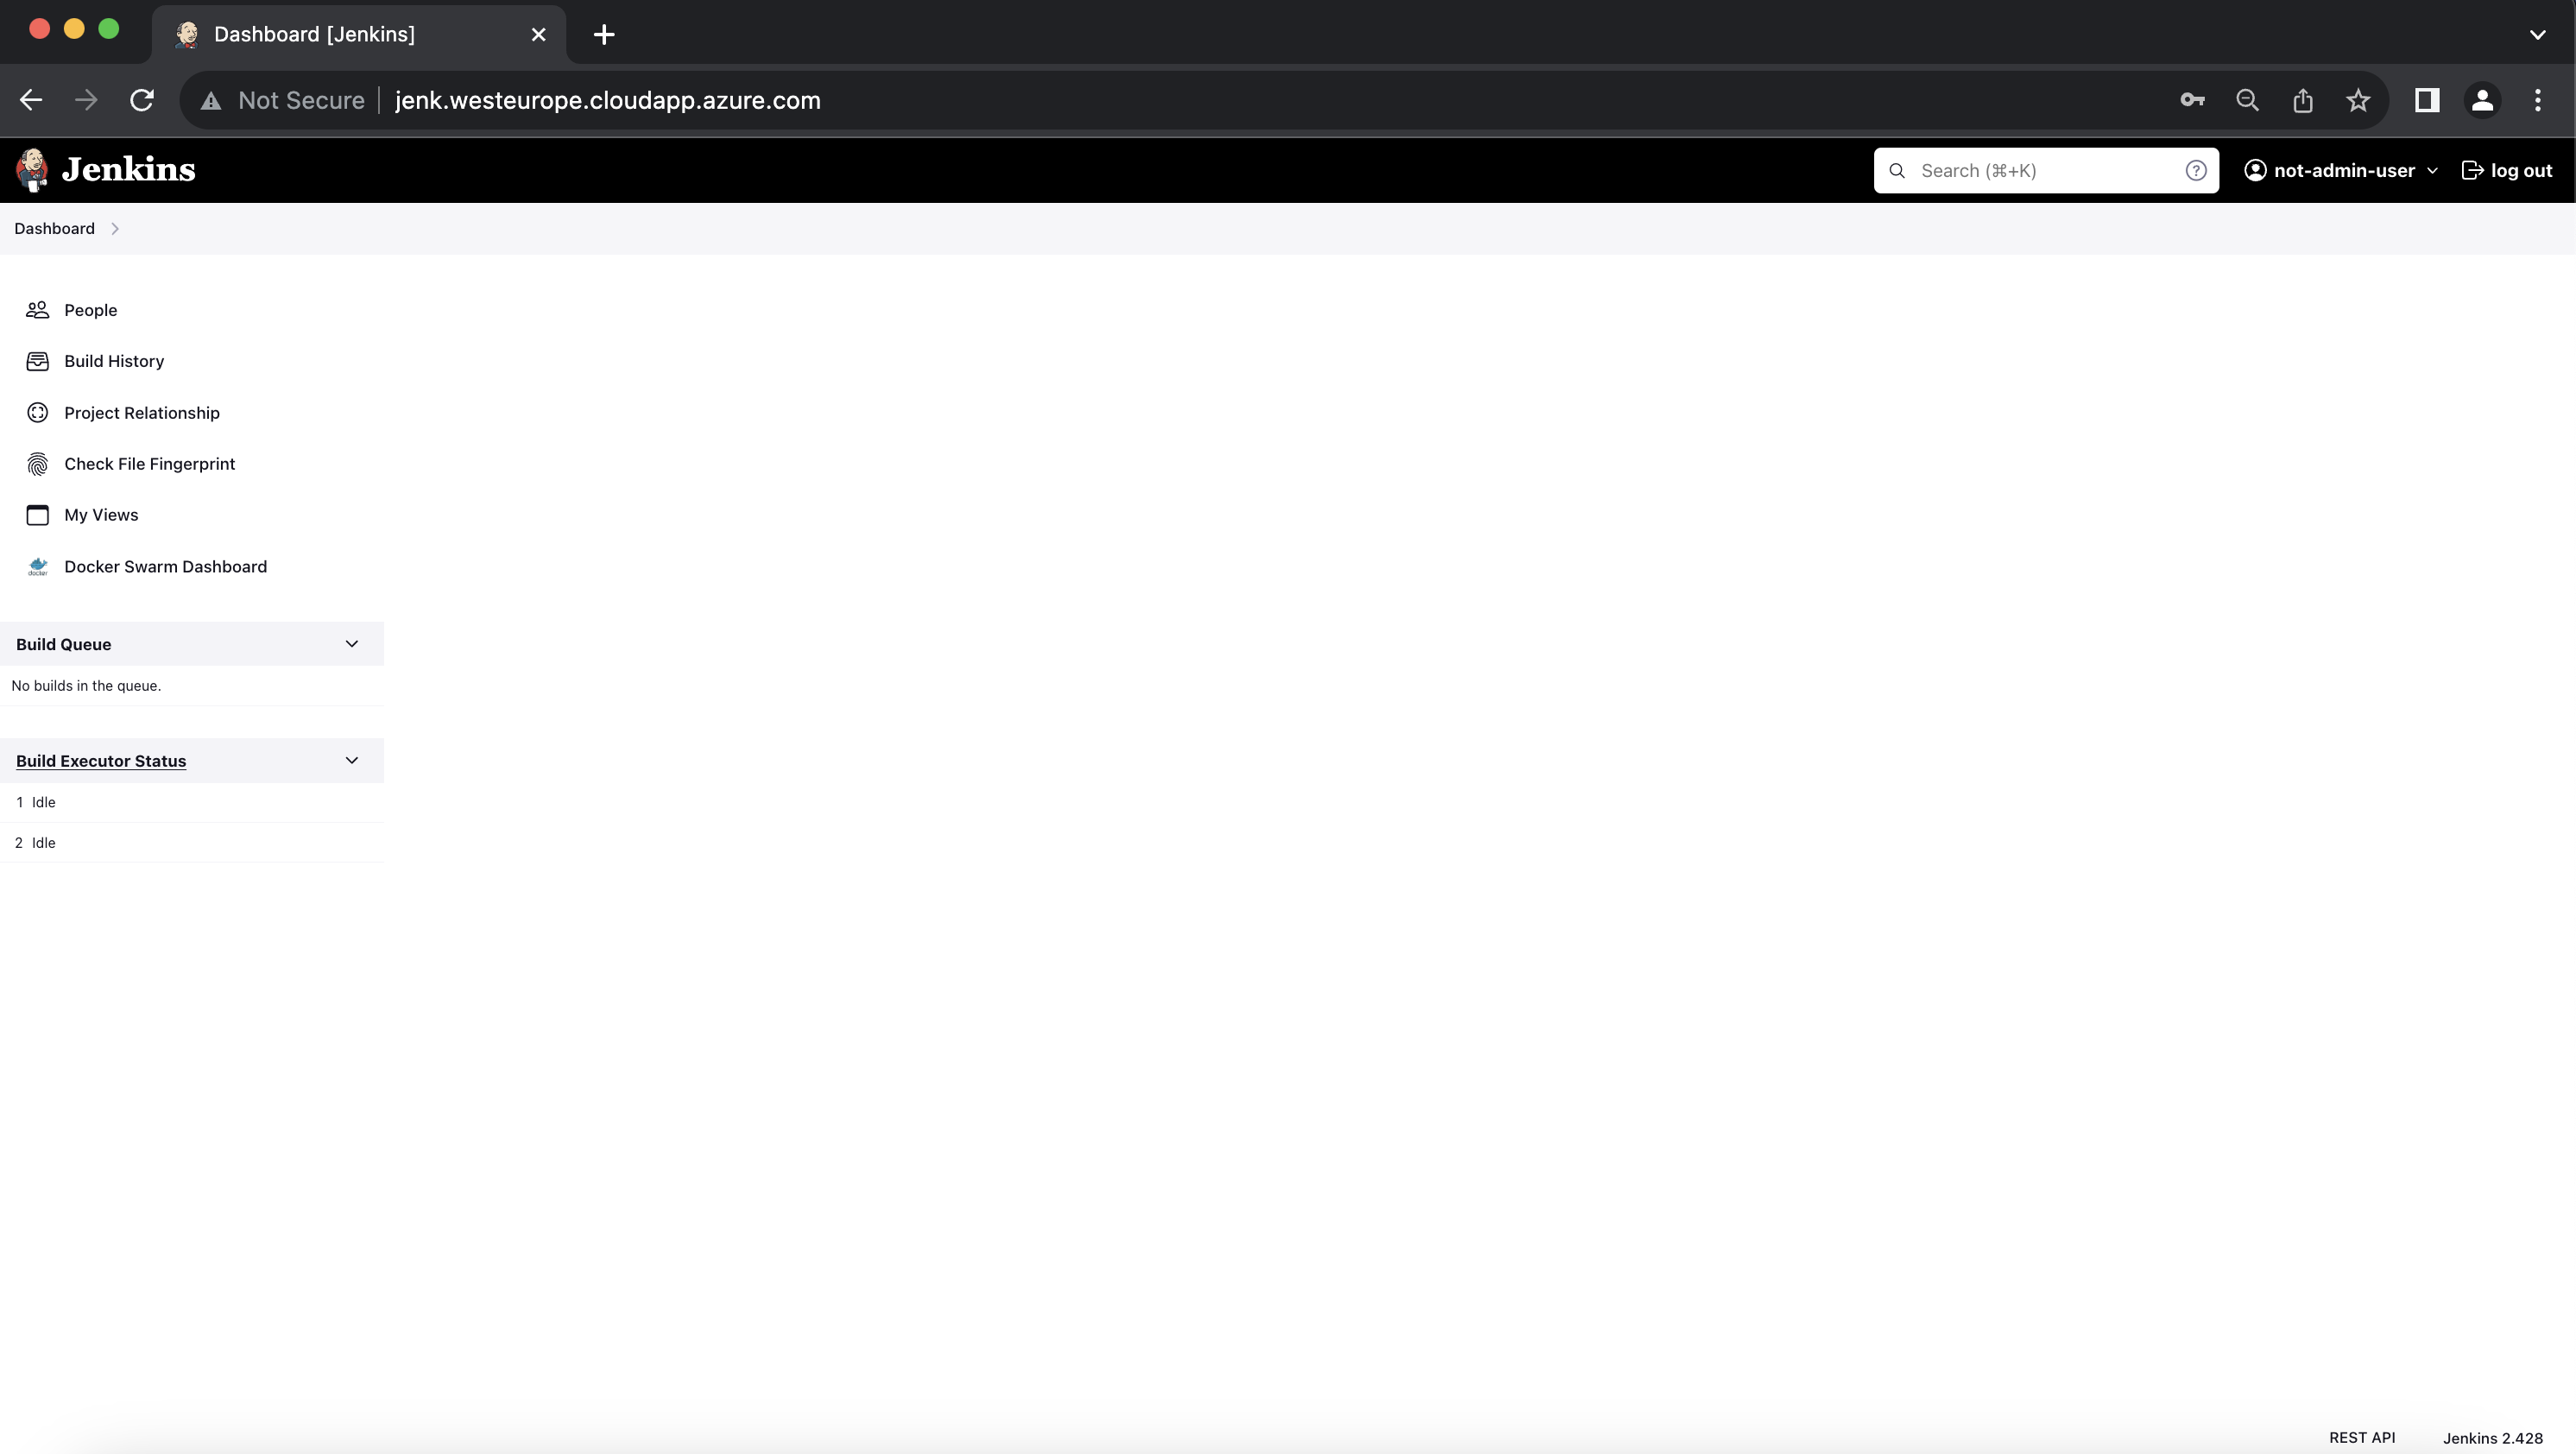 Dashboard [Jenkins]
Not Secure jenk.westeurope.cloudapp.azure.com
Jenkins
Search (⌘+K)
?
not-admin-user
log out
Dashboard
People
Build History
Project Relationship
Check File Fingerprint
My Views
docker
Docker Swarm Dashboard
Build Queue
No builds in the queue.
Build Executor Status
1 Idle
2 Idle
REST API
Jenkins 2.428